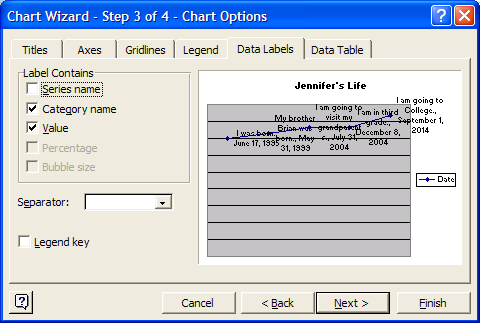 Chart Wizard - Step 3 of 4 - Chart Options
Titles Axes Gridlines Legend Data Labels Data Table
Label Contains
Series name
Category name
Value
Percentage
Bubble size
Separator:
Legend key
Jennifer's Life
I was born,
June 17, 1995
My brother
Brian was
born., May
31, 1999
I am going to
visit my
grandparent
s., July 31,
2004
I am in third
grade.,
December 8,
2004
I am going to
College.,
September 1,
2014
Date
Cancel < Back Next > Finish